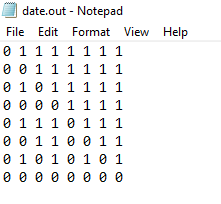 date.out - Notepad
File Edit Format View Help
0 1 1 1 1 1 1 1
0 0 1 1 1 1 1 1
0 1 0 1 1 1 1 1
0 0 0 0 1 1 1 1
0 1 1 1 0 1 1 1
0 0 1 1 0 0 1 1
0 1 0 1 0 1 0 1
0 0 0 0 0 0 0 0